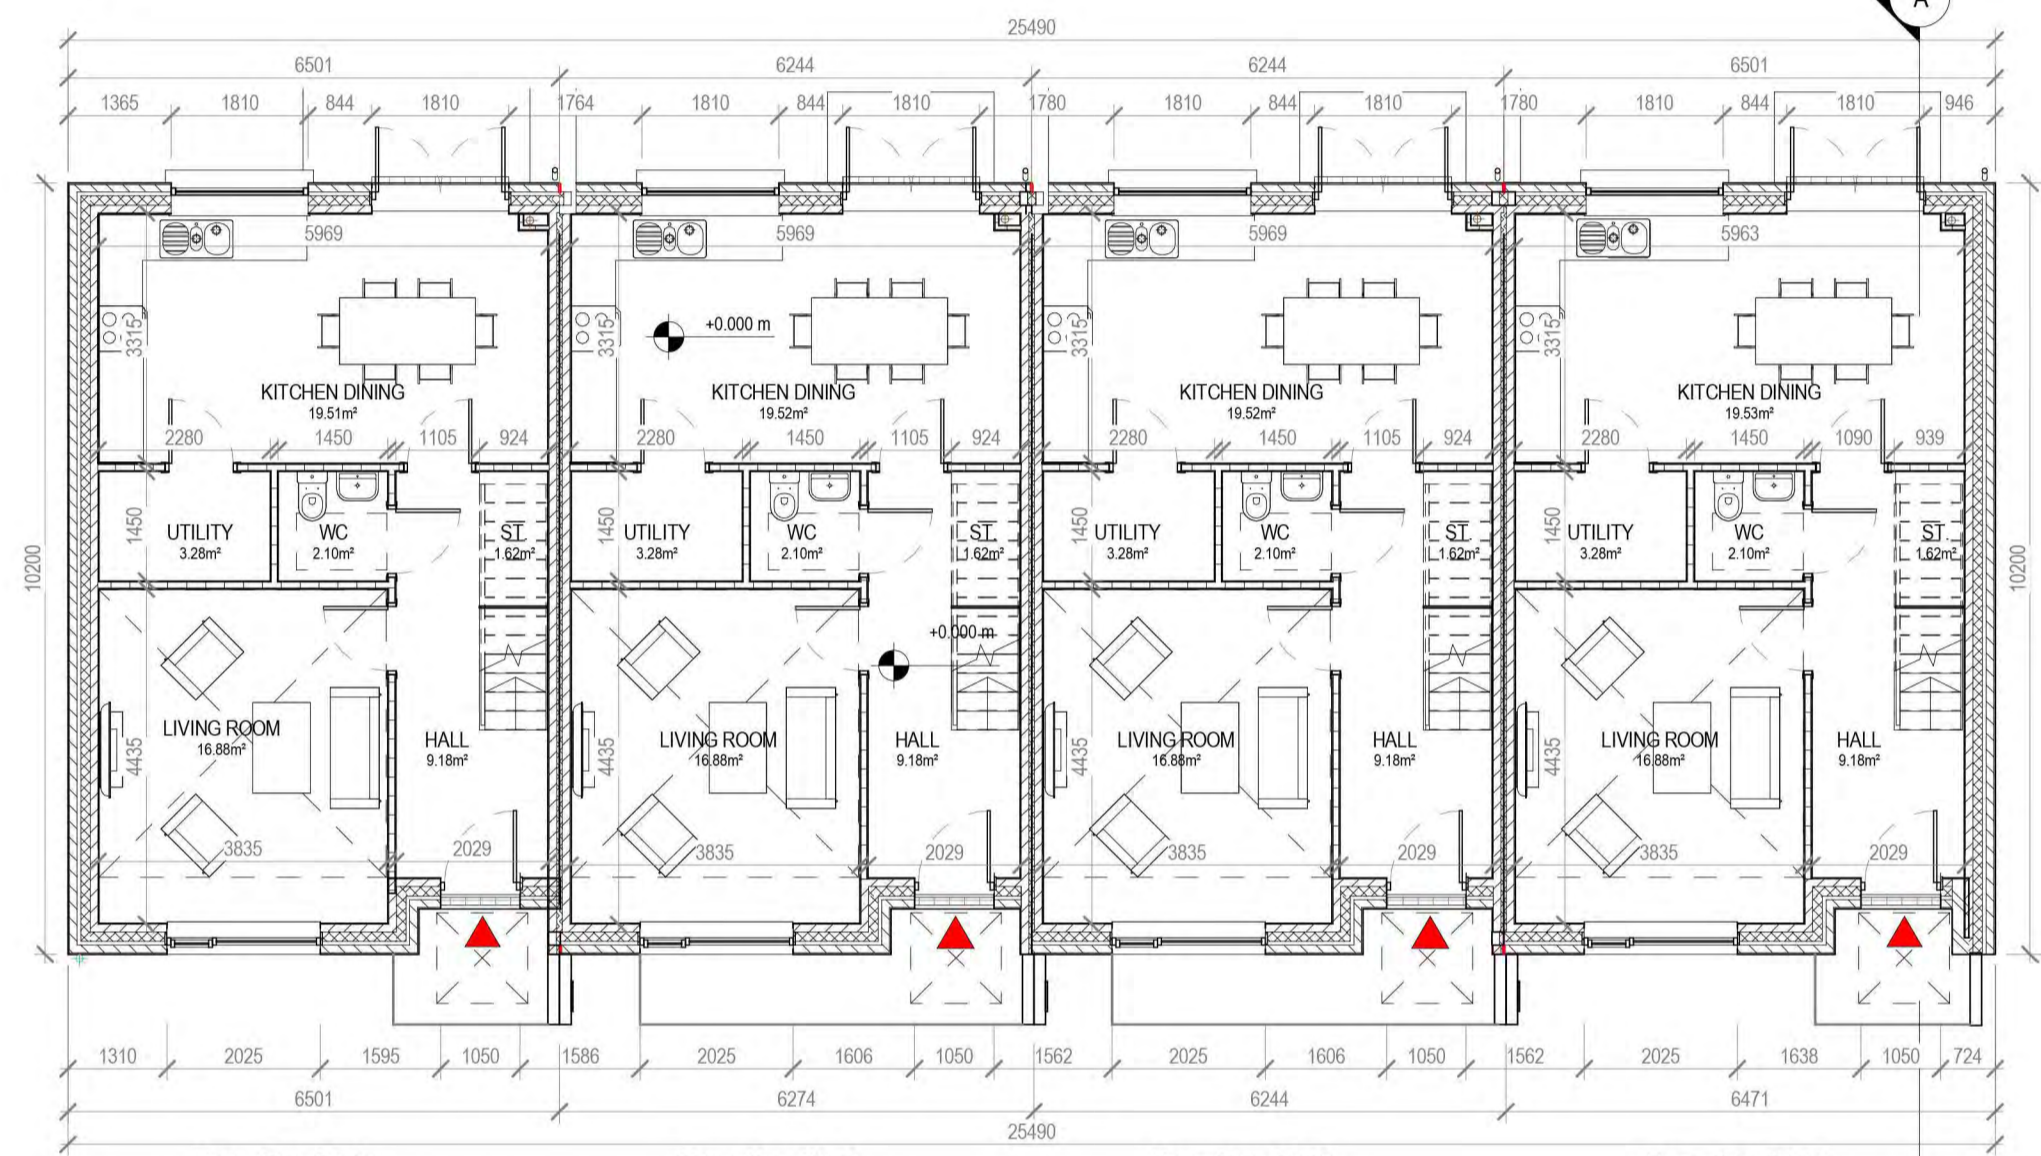 A
25490
6501 6244 6244 6501
1365 1810 844 1810 1764 1810 844 1810 1780 1810 844 1810 1780 1810 844 1810 946
5969 5969 5969 5963
3315 3315 3315 3315
+0.000 m
KITCHEN DINING KITCHEN DINING KITCHEN DINING KITCHEN DINING
19.51m² 19.52m² 19.52m² 19.53m²
2280 1450 1105 924 2280 1450 1105 924 2280 1450 1105 924 2280 1450 1090 939
1450 1450 1450 1450
UTILITY WC ST. UTILITY WC ST. UTILITY WC ST. UTILITY WC ST.
3.28m² 2.10m² 1.62m² 3.28m² 2.10m² 1.62m² 3.28m² 2.10m² 1.62m² 3.28m² 2.10m² 1.62m²
10200 10200
+0.000 m
LIVING ROOM HALL LIVING ROOM HALL LIVING ROOM HALL LIVING ROOM HALL
16.88m² 9.18m² 16.88m² 9.18m² 16.88m² 9.18m² 16.88m² 9.18m²
4435 4435 4435 4435
3835 2029 3835 2029 3835 2029 3835 2029
1310 2025 1595 1050 1586 2025 1606 1050 1562 2025 1606 1050 1562 2025 1638 1050 724
6501 6274 6244 6471
25490